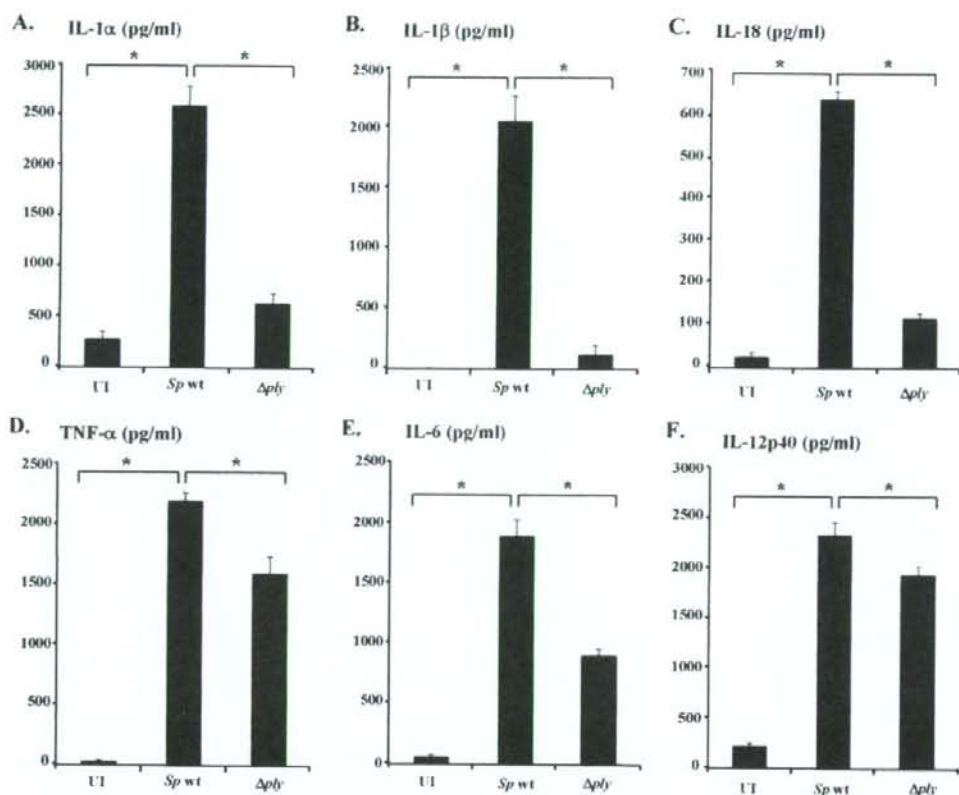 A.
IL-1α (pg/ml)
* *
3000
2500
2000
1500
1000
500
0
UI Sp wt Δply
B.
IL-1β (pg/ml)
* *
2500
2000
1500
1000
500
0
UI Sp wt Δply
C.
IL-18 (pg/ml)
* *
700
600
500
400
300
200
100
0
UI Sp wt Δply
D.
TNF-α (pg/ml)
* *
2500
2000
1500
1000
500
0
UI Sp wt Δply
E.
IL-6 (pg/ml)
* *
2500
2000
1500
1000
500
0
UI Sp wt Δply
F.
IL-12p40 (pg/ml)
* *
3000
2500
2000
1500
1000
500
0
UI Sp wt Δply